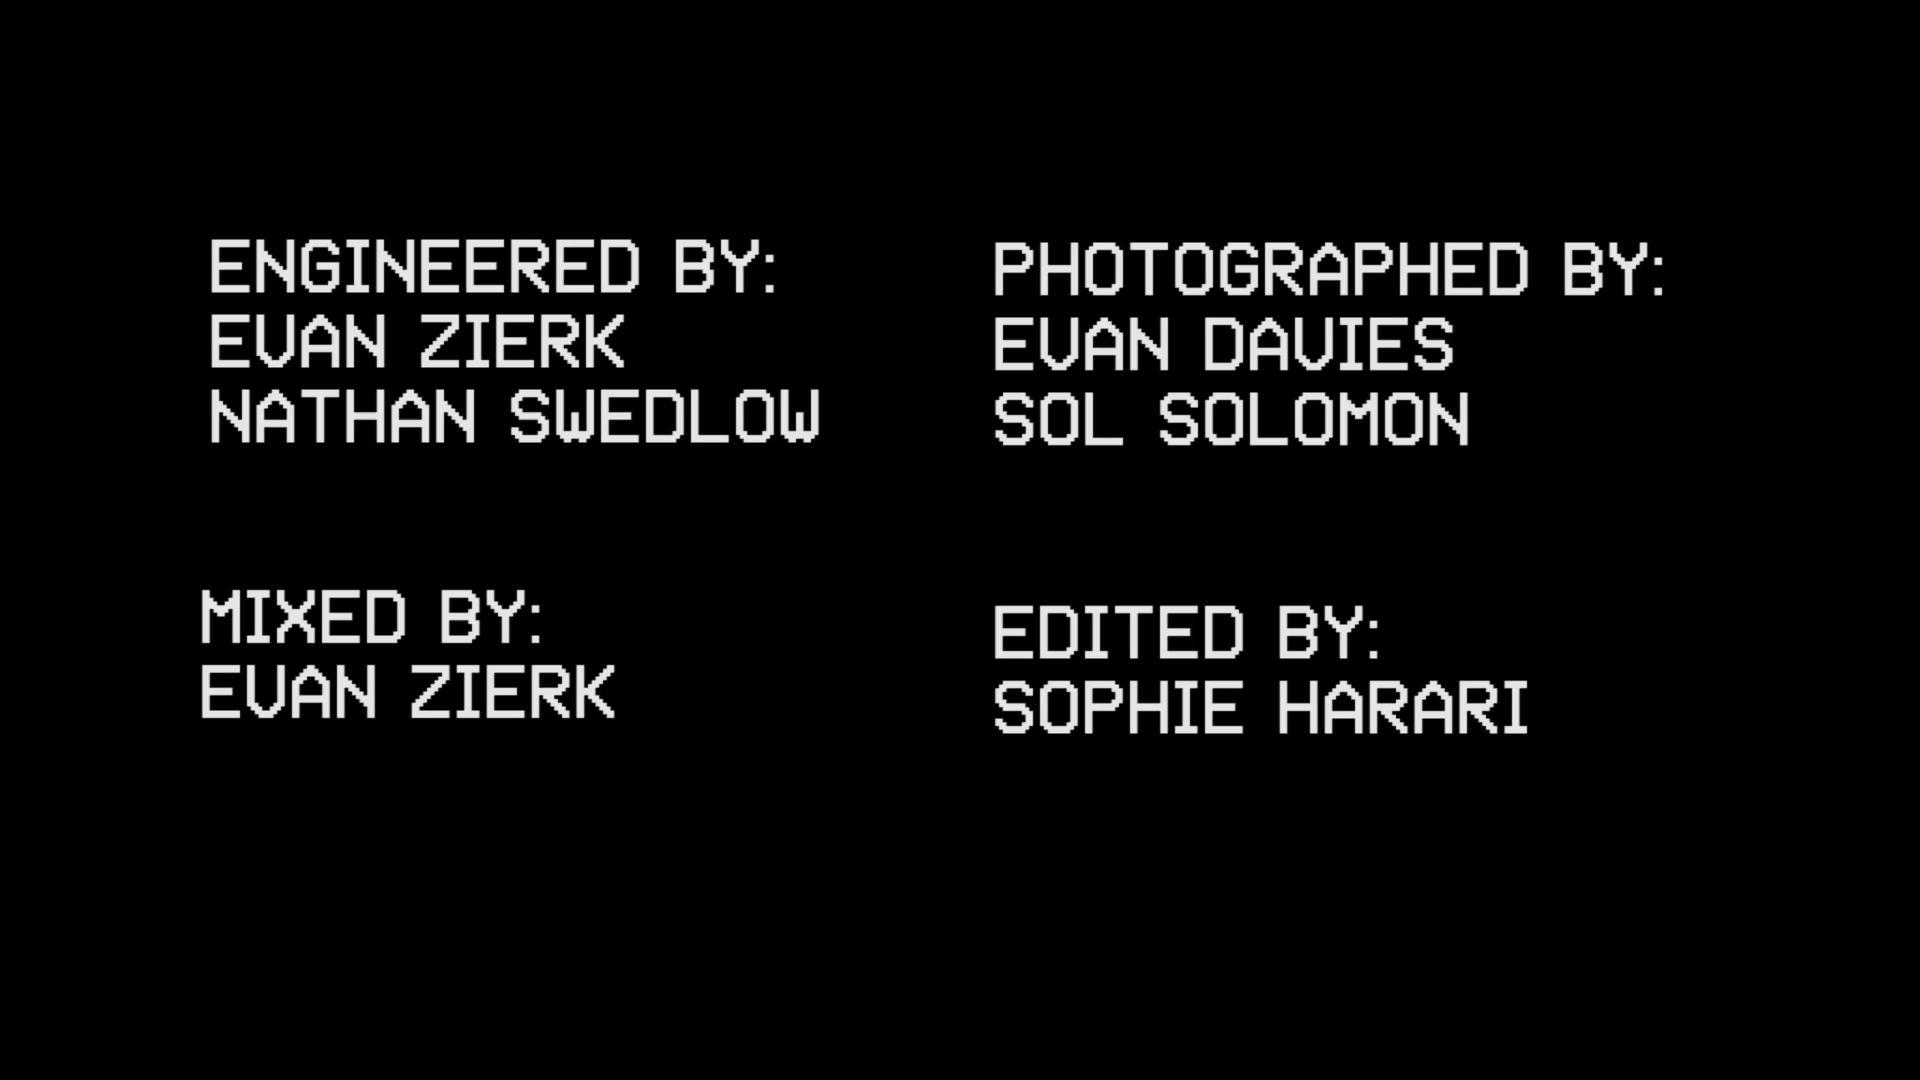 ENGINEERED BY:
EVAN ZIERK
NATHAN SWEDLOW
PHOTOGRAPHED BY:
EVAN DAVIES
SOL SOLOMON
MIXED BY:
EVAN ZIERK
EDITED BY:
SOPHIE HARARI